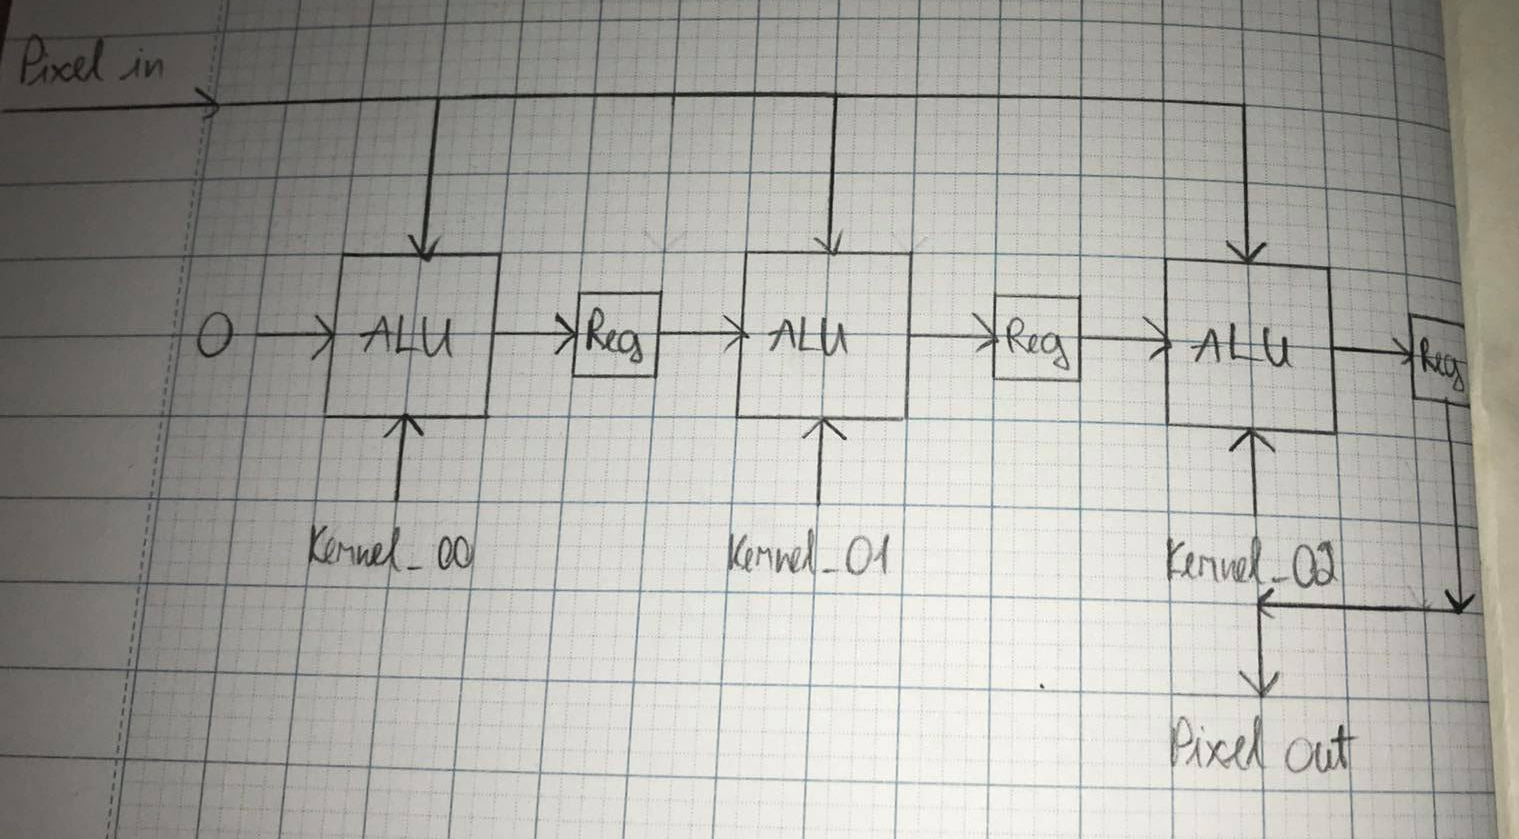 Pixel in
0 ALU Reg ALU Reg ALU Reg
Kernel_00 Kernel_01 Kernel_02
Pixel out